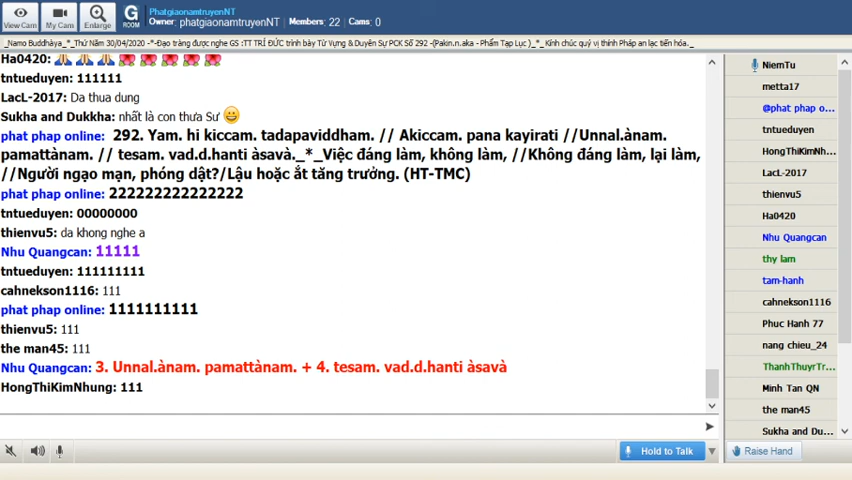 View Cam
My Cam
Enlarge
G
ROOM
PhatgiaonamtruyenNT
Owner: phatgiaonamtruyenNT Members: 22 Cams: 0
_Namo Buddhàya_*_Thứ Năm 30/04/2020 -*-Đạo tràng được nghe GS :TT TRÍ ĐỨC trình bày Từ Vựng & Duyên Sự PCK Số 292 -(Pakin.n.aka - Phẩm Tạp Lục )_*_Kính chúc quý vị thính Pháp an lạc tiến hóa._
Ha0420:
tntueduyen: 111111
LacL-2017: Da thua dung
Sukha and Dukkha: nhất là con thưa Sư
phat phap online: 292. Yam. hi kiccam. tadapaviddham. // Akiccam. pana kayirati //Unnal.ànam.
pamattànam. // tesam. vad.d.hanti àsavà._*_Việc đáng làm, không làm, //Không đáng làm, lại làm,
//Người ngạo mạn, phóng dật?/Lậu hoặc ắt tăng trưởng. (HT-TMC)
phat phap online: 222222222222222
tntueduyen: 00000000
thienvu5: da khong nghe a
Nhu Quangcan: 11111
tntueduyen: 111111111
cahnekson1116: 111
phat phap online: 1111111111
thienvu5: 111
the man45: 111
Nhu Quangcan: 3. Unnal.ànam. pamattànam. + 4. tesam. vad.d.hanti àsavà
HongThiKimNhung: 111
Hold to Talk
NiemTu
metta17
@phat phap o...
tntueduyen
HongThiKimNh...
LacL-2017
thienvu5
Ha0420
Nhu Quangcan
thy lam
tam-hanh
cahnekson1116
Phuc Hanh 77
nang chieu_24
ThanhThuyrTr...
Minh Tan QN
the man45
Sukha and Du...
Raise Hand